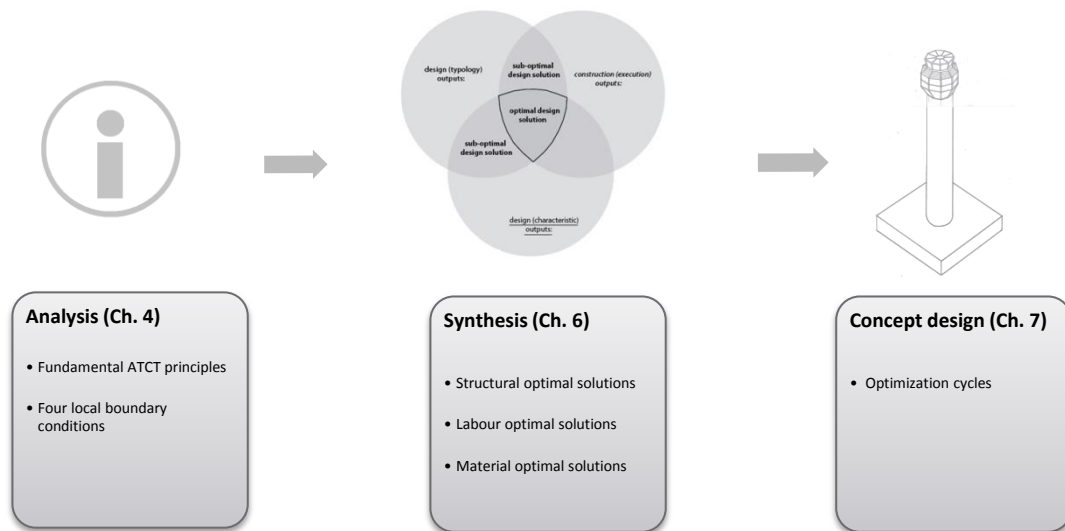 design (typology)
outputs:
sub-optimal
design solution
construction (execution)
outputs:
optimal design
solution
sub-optimal
design solution
design (characteristic)
outputs:
Analysis (Ch. 4)
• Fundamental ATCT principles
• Four local boundary
conditions
Synthesis (Ch. 6)
• Structural optimal solutions
• Labour optimal solutions
• Material optimal solutions
Concept design (Ch. 7)
• Optimization cycles